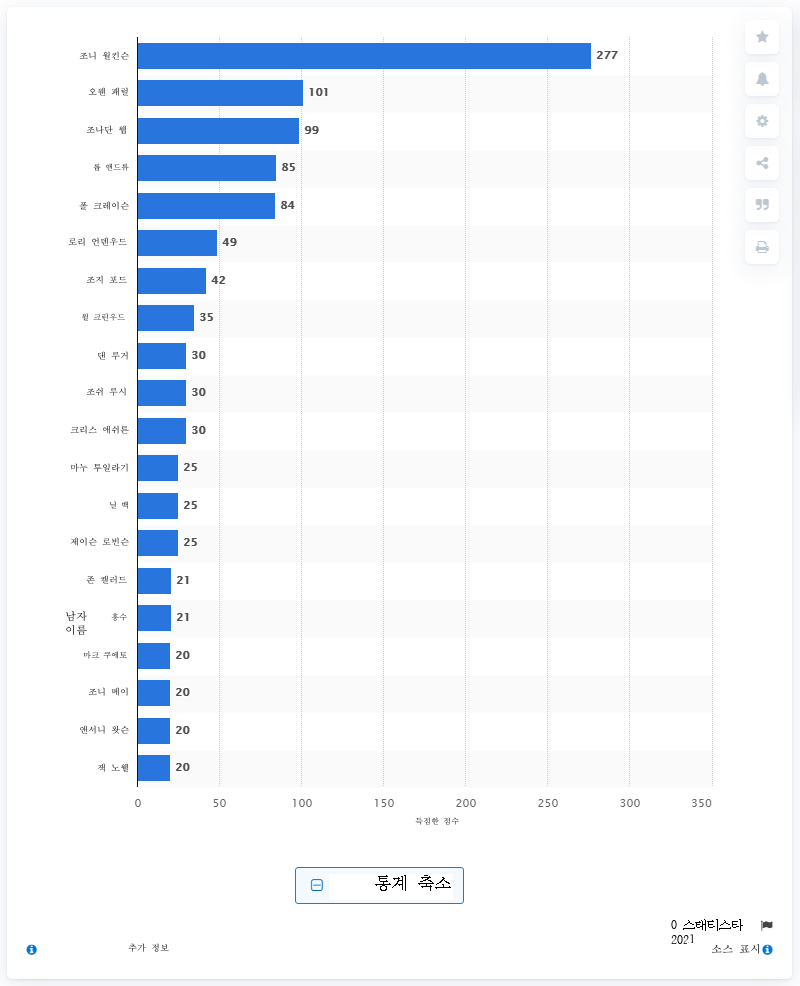 조니 윌킨슨 277
오웬 패럴 101
조나단 웹 99
롭 앤드류 85
폴 그레이슨 84
로리 언덴우드 49
조지 포드 42
윌 그린우드 35
댄 루거 30
조쉬 루시 30
크리스 애쉬튼 30
마누 투일라기 25
닐 백 25
제이슨 로빈슨 25
존 캘러드 21
남자 이름 홍수 21
마크 쿠에토 20
조니 메이 20
앤서니 왓슨 20
잭 노웰 20
0 50 100 150 200 250 300 350
득점한 점수
통계 축소
0 스태티스타
2021
추가 정보 소스 표시